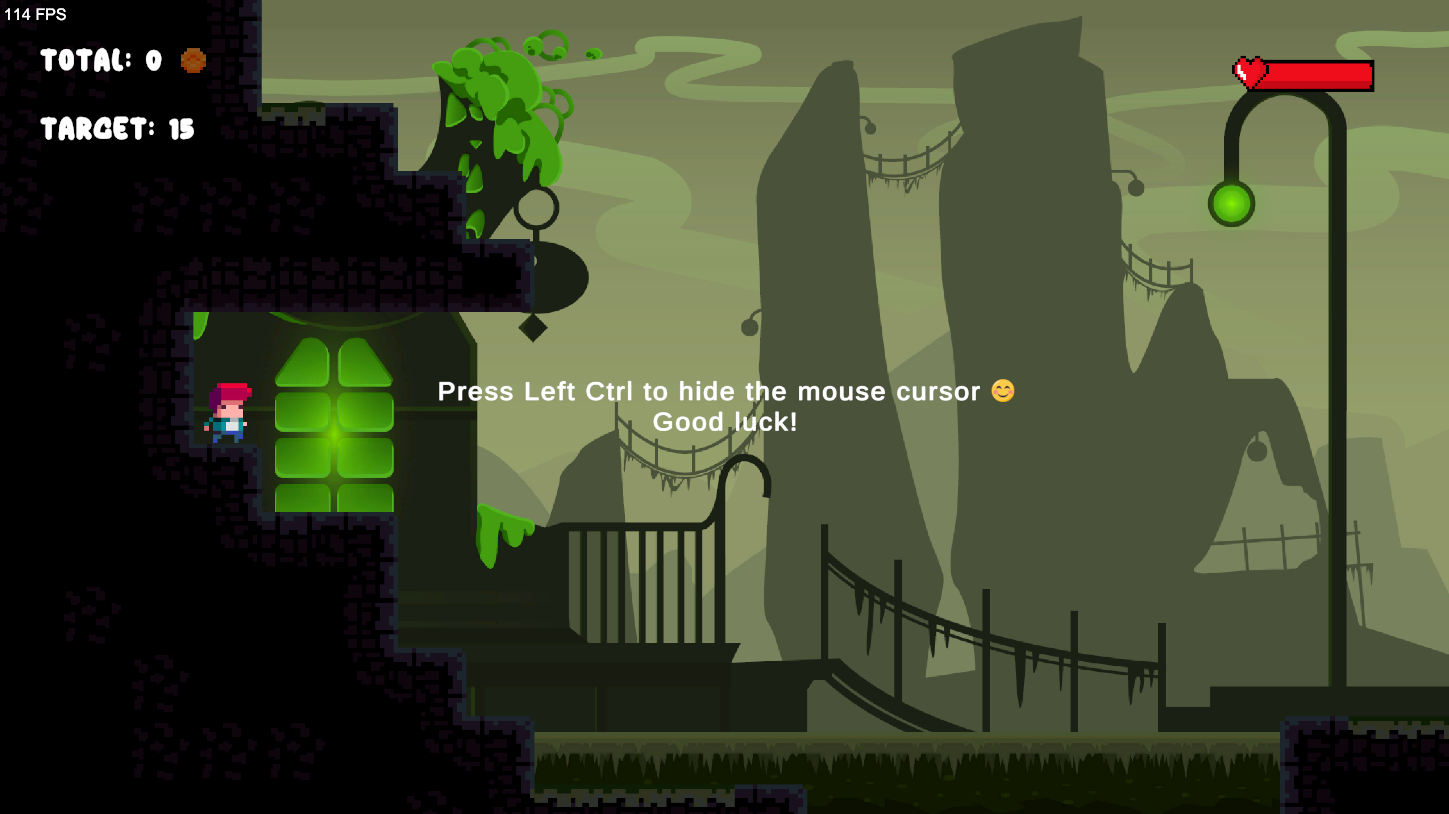 114 FPS
TOTAL: 0
TARGET: 15
Press Left Ctrl to hide the mouse cursor 😊
Good luck!